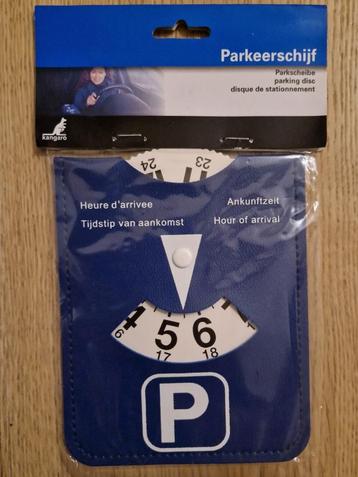 Parkeerschijf
Parkscheibe
parking disc
disque de stationnement
kangaro
24 23
Heure d'arrivee
Ankunftzeit
Tijdstip van aankomst
Hour of arrival
4 5 6
16 17 18
P